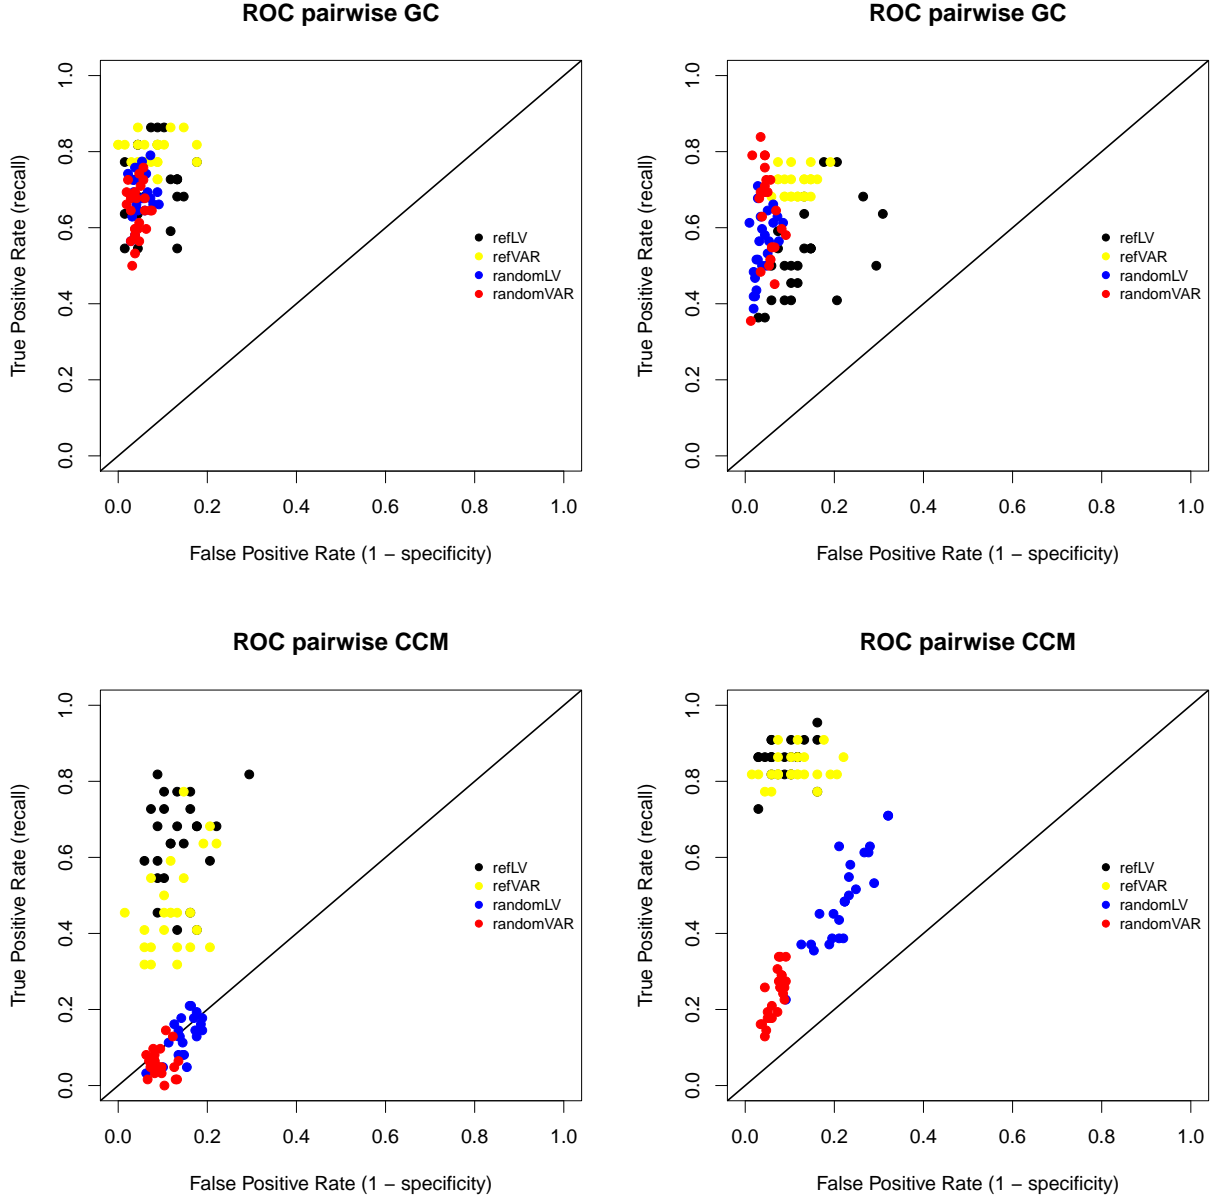 ROC pairwise GC
True Positive Rate (recall)
1.0
0.8
0.6
0.4
0.2
0.0
refLV
refVAR
randomLV
randomVAR
0.0 0.2 0.4 0.6 0.8 1.0
False Positive Rate (1 − specificity)
ROC pairwise GC
True Positive Rate (recall)
1.0
0.8
0.6
0.4
0.2
0.0
refLV
refVAR
randomLV
randomVAR
0.0 0.2 0.4 0.6 0.8 1.0
False Positive Rate (1 − specificity)
ROC pairwise CCM
True Positive Rate (recall)
1.0
0.8
0.6
0.4
0.2
0.0
refLV
refVAR
randomLV
randomVAR
0.0 0.2 0.4 0.6 0.8 1.0
False Positive Rate (1 − specificity)
ROC pairwise CCM
True Positive Rate (recall)
1.0
0.8
0.6
0.4
0.2
0.0
refLV
refVAR
randomLV
randomVAR
0.0 0.2 0.4 0.6 0.8 1.0
False Positive Rate (1 − specificity)